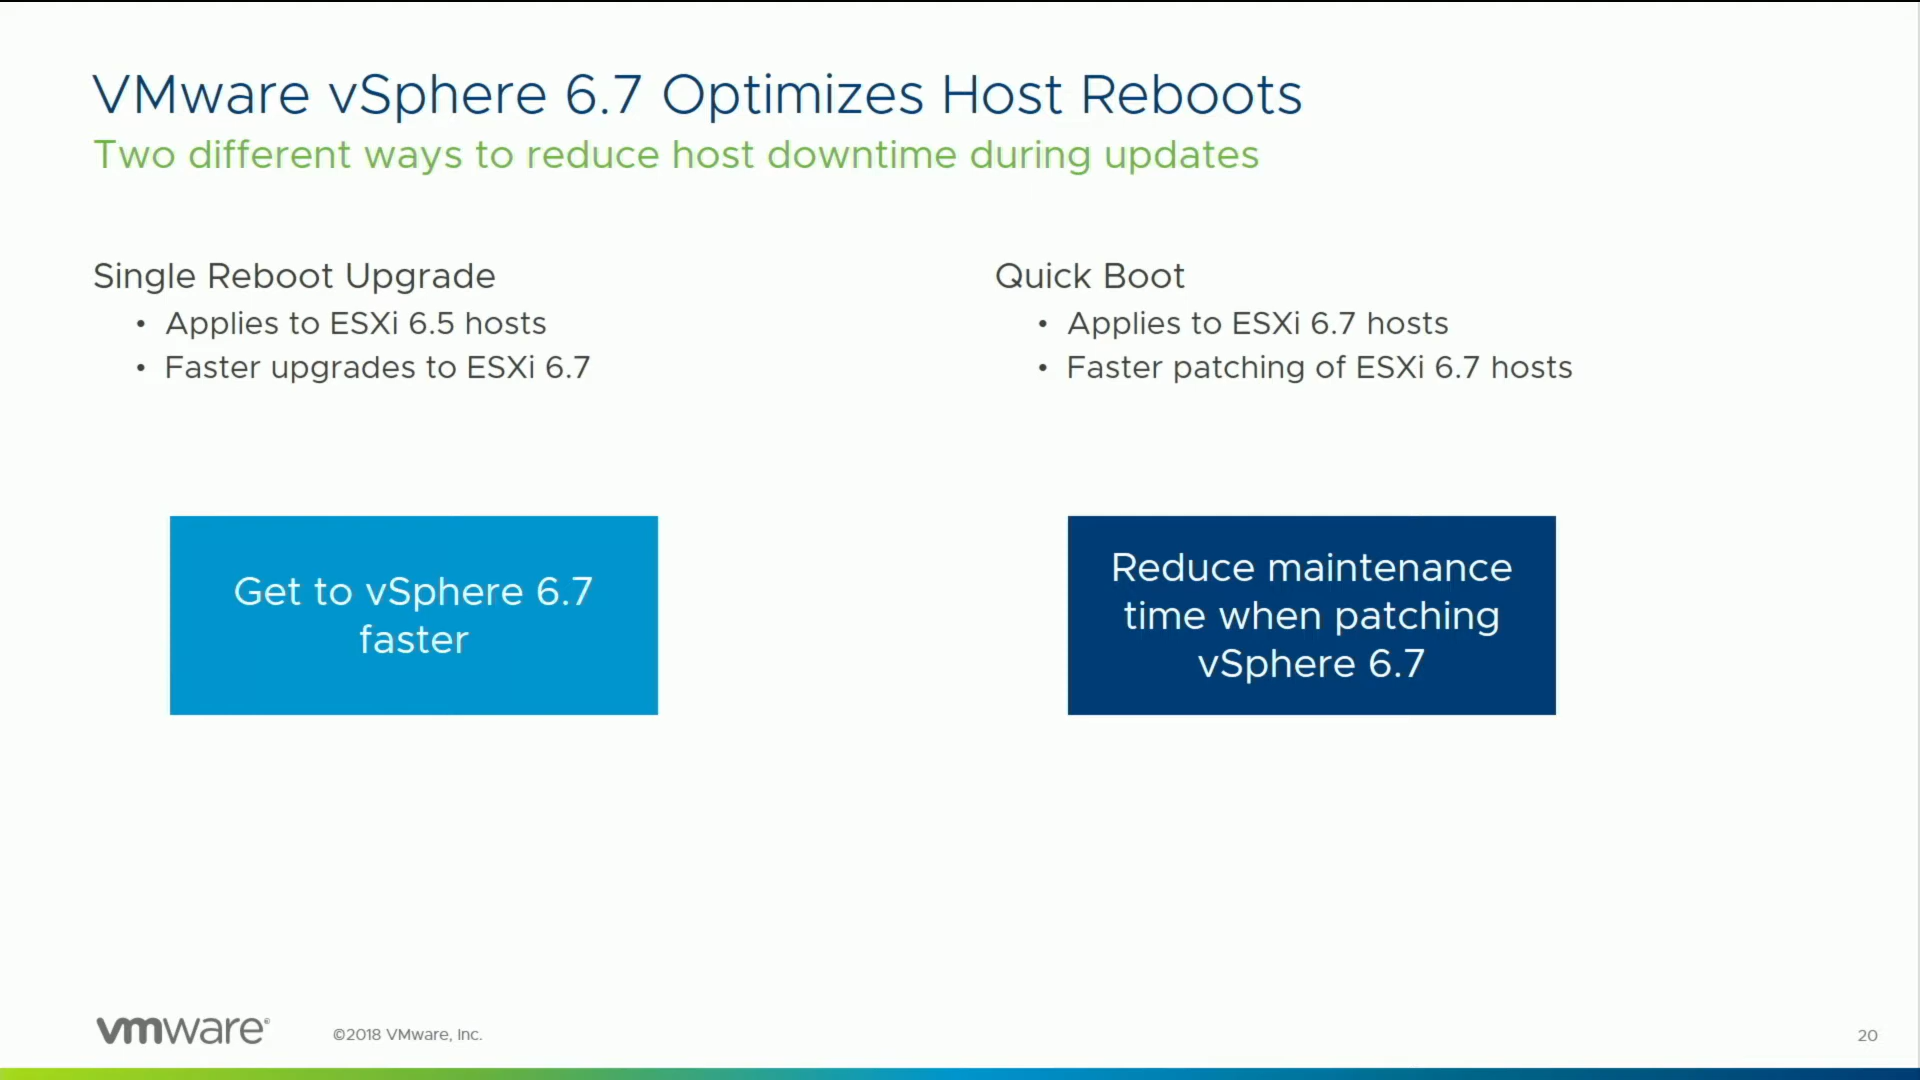 VMware vSphere 6.7 Optimizes Host Reboots
Two different ways to reduce host downtime during updates
Single Reboot Upgrade
• Applies to ESXi 6.5 hosts
• Faster upgrades to ESXi 6.7
Get to vSphere 6.7
faster
Quick Boot
• Applies to ESXi 6.7 hosts
• Faster patching of ESXi 6.7 hosts
Reduce maintenance
time when patching
vSphere 6.7
vmware®
©2018 VMware, Inc.
20